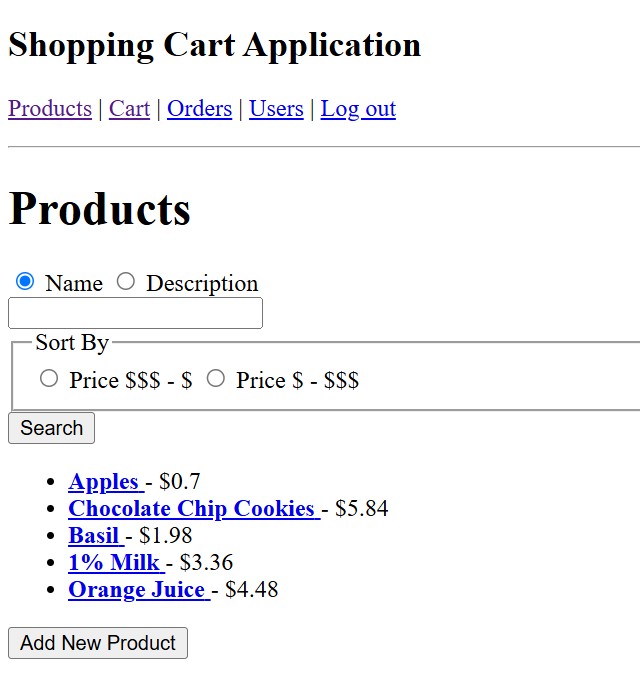 Shopping Cart Application
Products | Cart | Orders | Users | Log out
Products
Name Description
Sort By
Price $$$ - $ Price $ - $$$
Search
Apples - $0.7
Chocolate Chip Cookies - $5.84
Basil - $1.98
1% Milk - $3.36
Orange Juice - $4.48
Add New Product